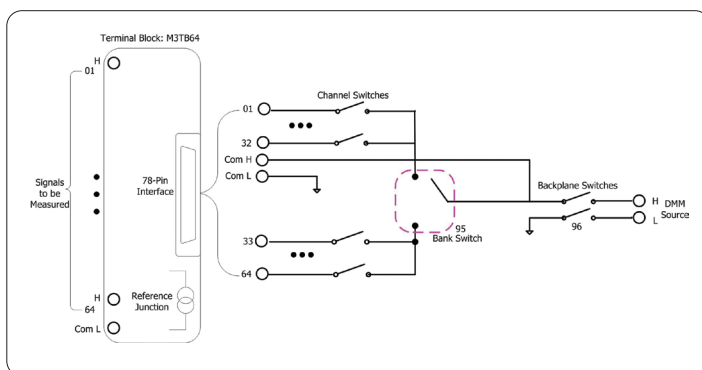 Terminal Block: M3TB64
H
01
Signals
to be
Measured
78-Pin
Interface
Reference
Junction
H
64
Com L
Channel Switches
01
32
Com H
Com L
33
64
95
Bank Switch
Backplane Switches
96
H
L
DMM
Source